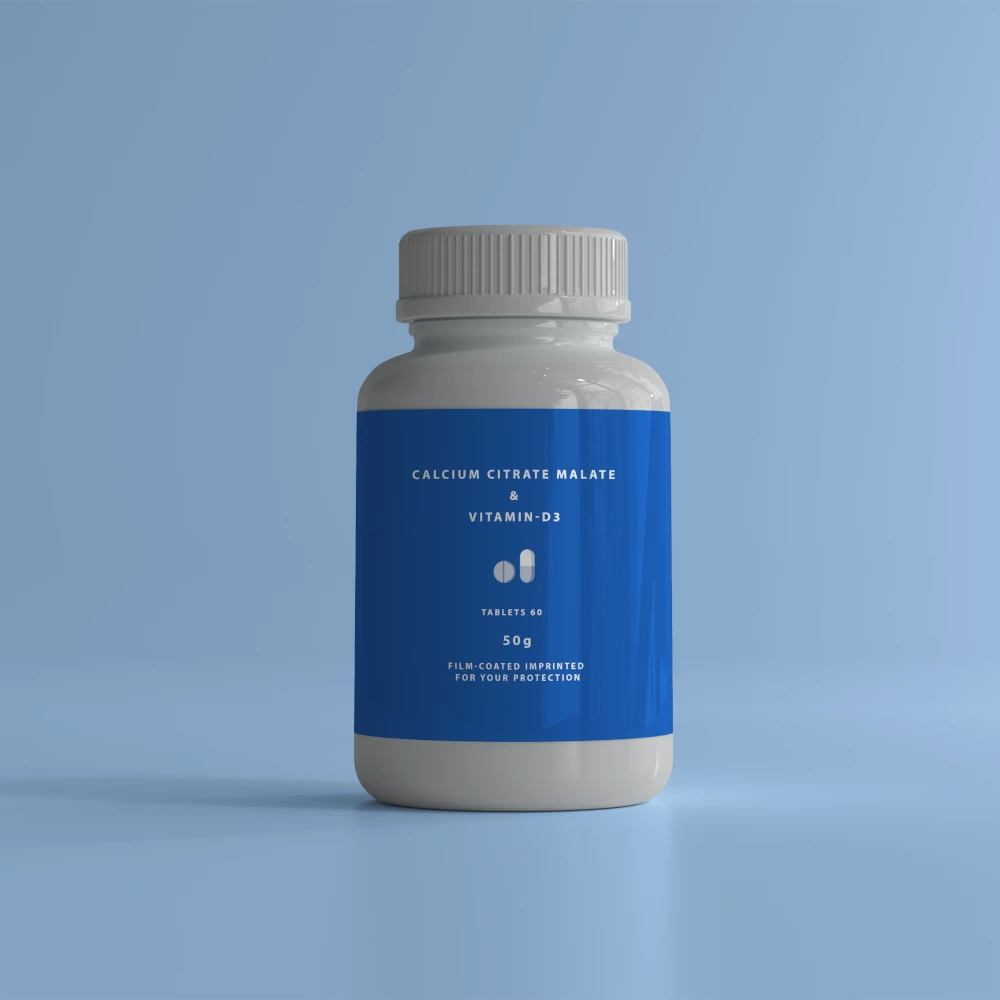 CALCIUM CITRATE MALATE
&
VITAMIN-D3
TABLETS 60
50g
FILM-COATED IMPRINTED
FOR YOUR PROTECTION